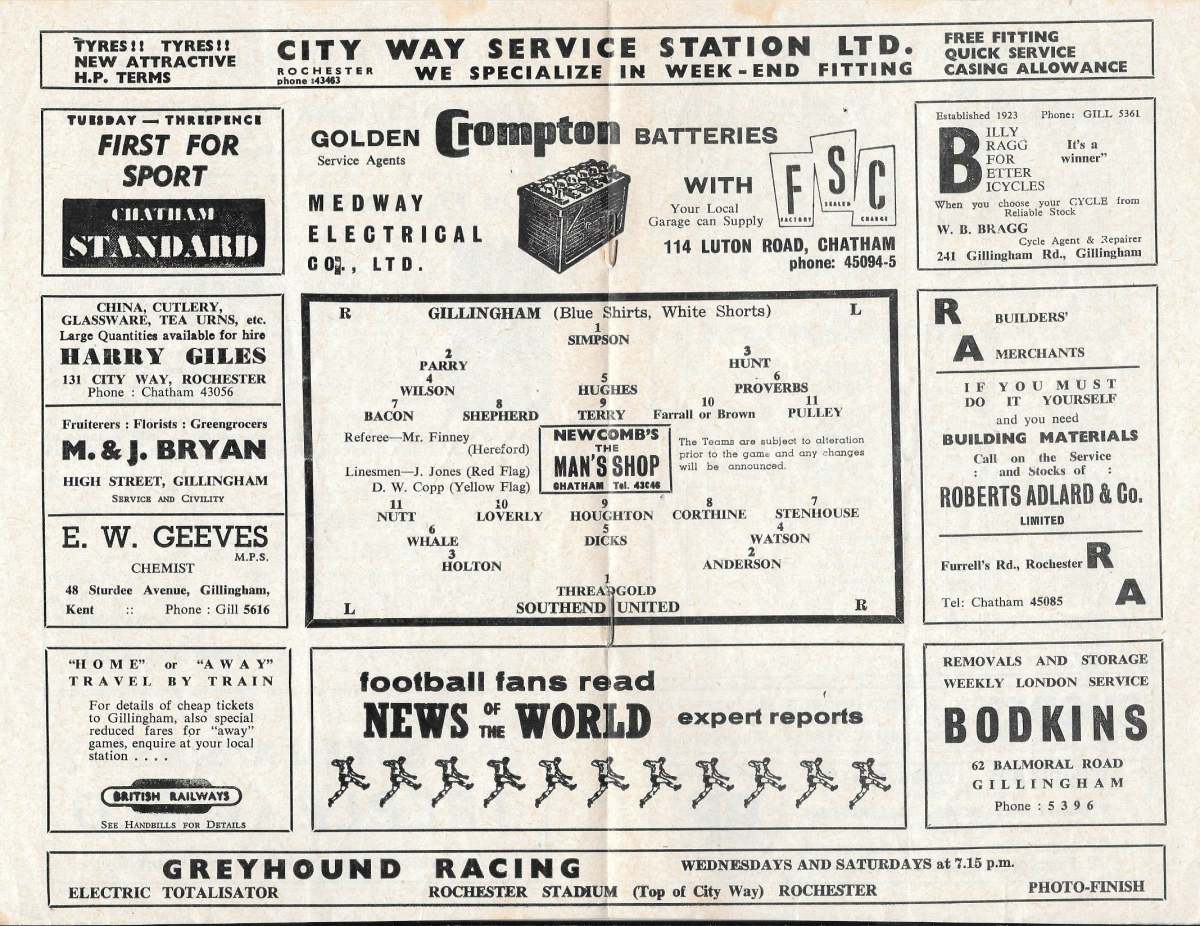 TYRES!! TYRES!!
NEW ATTRACTIVE
H.P. TERMS
CITY WAY SERVICE STATION LTD.
ROCHESTER
phone :43463
WE SPECIALIZE IN WEEK-END FITTING
FREE FITTING
QUICK SERVICE
CASING ALLOWANCE
TUESDAY — THREEPENCE
FIRST FOR
SPORT
CHATHAM
STANDARD
GOLDEN Crompton BATTERIES
Service Agents
MEDWAY
ELECTRICAL
CO., LTD.
WITH
Your Local
Garage can Supply
F S C
FACTORY SEALED CHARGE
114 LUTON ROAD, CHATHAM
phone: 45094-5
Established 1923 Phone: GILL 5361
BILLY
RAGG
FOR
ETTER
ICYCLES
It's a
winner"
When you choose your CYCLE from
Reliable Stock
W. B. BRAGG
Cycle Agent & Repairer
241 Gillingham Rd., Gillingham
CHINA, CUTLERY,
GLASSWARE, TEA URNS, etc.
Large Quantities available for hire
HARRY GILES
131 CITY WAY, ROCHESTER
Phone : Chatham 43056
Fruiterers : Florists : Greengrocers
M. & J. BRYAN
HIGH STREET, GILLINGHAM
SERVICE AND CIVILITY
E. W. GEEVES
M.P.S.
CHEMIST
48 Sturdee Avenue, Gillingham,
Kent :: Phone : Gill 5616
R GILLINGHAM (Blue Shirts, White Shorts) L
1
SIMPSON
2 3
PARRY HUNT
4 5 6
WILSON HUGHES PROVERBS
7 8 9 10 11
BACON SHEPHERD TERRY Farrall or Brown PULLEY
Referee—Mr. Finney
(Hereford)
Linesmen—J. Jones (Red Flag)
D. W. Copp (Yellow Flag)
NEWCOMB'S
THE
MAN'S SHOP
CHATHAM Tel. 43C46
The Teams are subject to alteration
prior to the game and any changes
will be announced.
11 10 9 8 7
NUTT LOVERLY HOUGHTON CORTHINE STENHOUSE
6 5 4
WHALE DICKS WATSON
3 2
HOLTON ANDERSON
1
THREADGOLD
L SOUTHEND UNITED R
R BUILDERS'
A MERCHANTS
IF YOU MUST
DO IT YOURSELF
and you need
BUILDING MATERIALS
Call on the Service
: and Stocks of :
ROBERTS ADLARD & Co.
LIMITED
Furrell's Rd., Rochester R
Tel: Chatham 45085 A
"HOME" or "AWAY"
TRAVEL BY TRAIN
For details of cheap tickets
to Gillingham, also special
reduced fares for "away"
games, enquire at your local
station . . . .
BRITISH RAILWAYS
SEE HANDBILLS FOR DETAILS
football fans read
NEWS OF THE WORLD expert reports
REMOVALS AND STORAGE
WEEKLY LONDON SERVICE
BODKINS
62 BALMORAL ROAD
GILLINGHAM
Phone : 5396
GREYHOUND RACING WEDNESDAYS AND SATURDAYS at 7.15 p.m.
ELECTRIC TOTALISATOR ROCHESTER STADIUM (Top of City Way) ROCHESTER PHOTO-FINISH